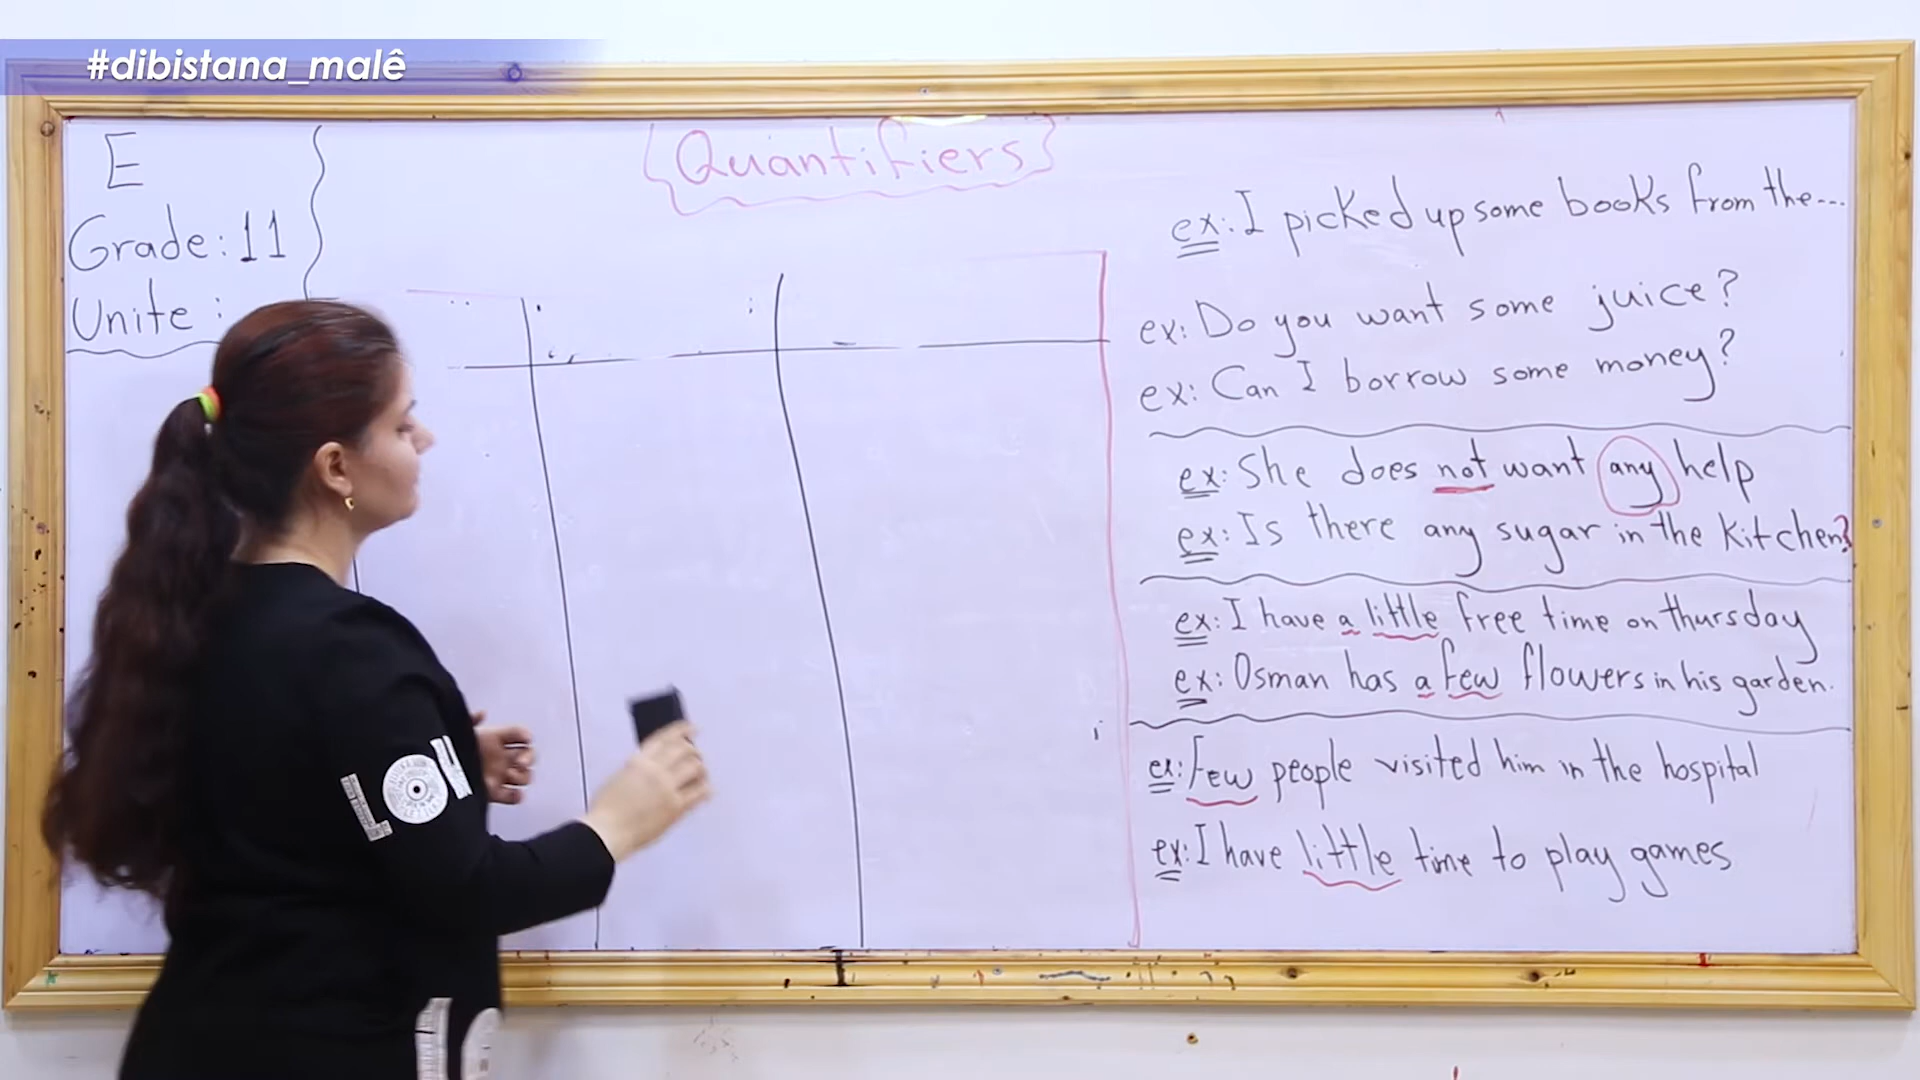 #dibistana_malê
E
Grade: 11
Unite :
Quantifiers
ex: I picked up some books from the...
ex: Do you want some juice?
ex: Can I borrow some money?
ex: She does not want any help
ex: Is there any sugar in the kitchen?
ex: I have a little free time on thursday
ex: Osman has a few flowers in his garden.
ex: Few people visited him in the hospital
ex: I have little time to play games